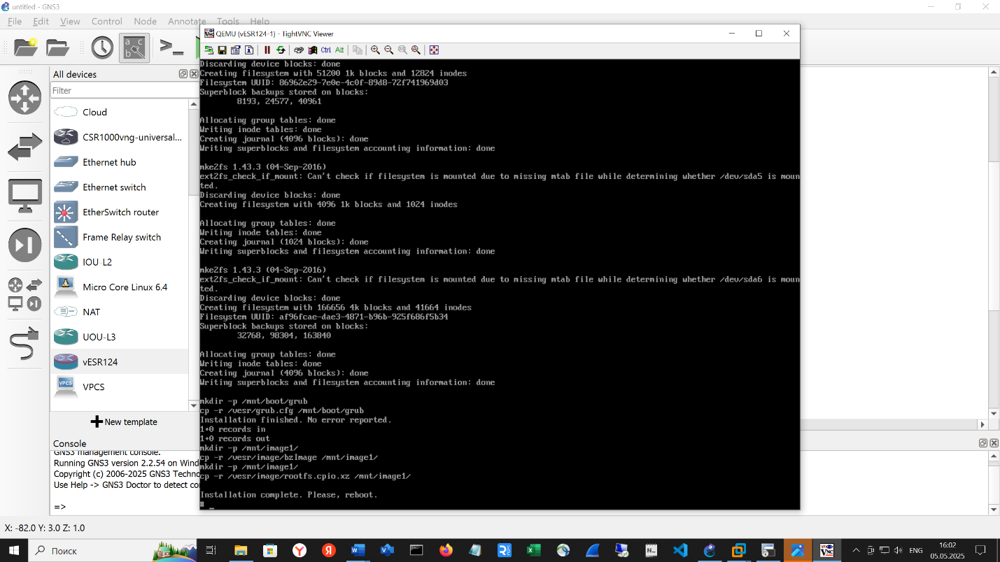 untitled - GNS3
File Edit View Control Node Annotate Tools Help
QEMU (vESR124-1) - TightVNC Viewer
Ctrl Alt
All devices
Filter
Cloud
CSR1000vng-universal...
Ethernet hub
Ethernet switch
EtherSwitch router
Frame Relay switch
IOU-L2
Micro Core Linux 6.4
NAT
UOU-L3
vESR124
VPCS
VPCS
New template
Discarding device blocks: done
Creating filesystem with 51200 1k blocks and 12824 inodes
Filesystem UUID: 86962e29-7e0e-4c0f-89d8-72f741969d03
Superblock backups stored on blocks:
8193, 24577, 40961
Allocating group tables: done
Writing inode tables: done
Creating journal (4096 blocks): done
Writing superblocks and filesystem accounting information: done
mke2fs 1.43.3 (04-Sep-2016)
ext2fs_check_if_mount: Can't check if filesystem is mounted due to missing mtab file while determining whether /dev/sda5 is moun
ted.
Discarding device blocks: done
Creating filesystem with 4096 1k blocks and 1024 inodes
Allocating group tables: done
Writing inode tables: done
Creating journal (1024 blocks): done
Writing superblocks and filesystem accounting information: done
mke2fs 1.43.3 (04-Sep-2016)
ext2fs_check_if_mount: Can't check if filesystem is mounted due to missing mtab file while determining whether /dev/sda6 is moun
ted.
Discarding device blocks: done
Creating filesystem with 166656 4k blocks and 41664 inodes
Filesystem UUID: af96fcae-dae3-4871-b96b-925f686f5b34
Superblock backups stored on blocks:
32768, 98304, 163840
Allocating group tables: done
Writing inode tables: done
Creating journal (4096 blocks): done
Writing superblocks and filesystem accounting information: done
mkdir -p /mnt/boot/grub
cp -r /vesr/grub.cfg /mnt/boot/grub
Installation finished. No error reported.
1+0 records in
1+0 records out
mkdir -p /mnt/image1/
cp -r /vesr/image/bzImage /mnt/image1/
mkdir -p /mnt/image1/
cp -r /vesr/image/rootfs.cpio.xz /mnt/image1/
Installation complete. Please, reboot.
# _
Console
GNS3 management console.
Running GNS3 version 2.2.54 on Wind
Copyright (c) 2006-2025 GNS3 Techno
Use Help -> GNS3 Doctor to detect co
=>
X: -82.0 Y: 3.0 Z: 1.0
Поиск
ENG
16:02
05.05.2025